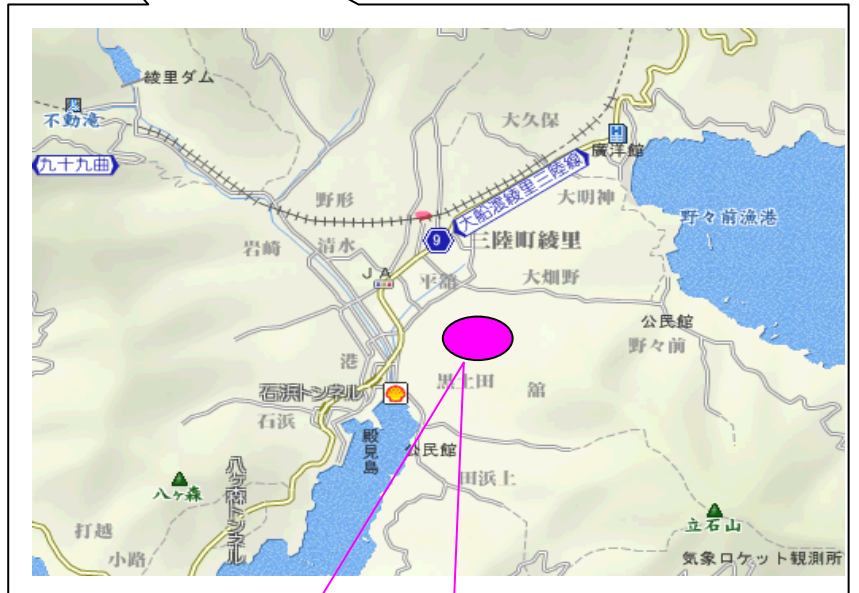 綾里ダム
不動滝
大久保
廣洋館
九十九曲
大船渡綾里三陸線
野形
大明神
野々前漁港
9
三陸町綾里
岩崎
清水
JA
平舘
大畑野
公民館
野々前
港
黒土田
舘
石浜トンネル
石浜
殿見島
公民館
田浜上
八ヶ森
八ヶ森トンネル
立石山
打越
小路
気象ロケット観測所